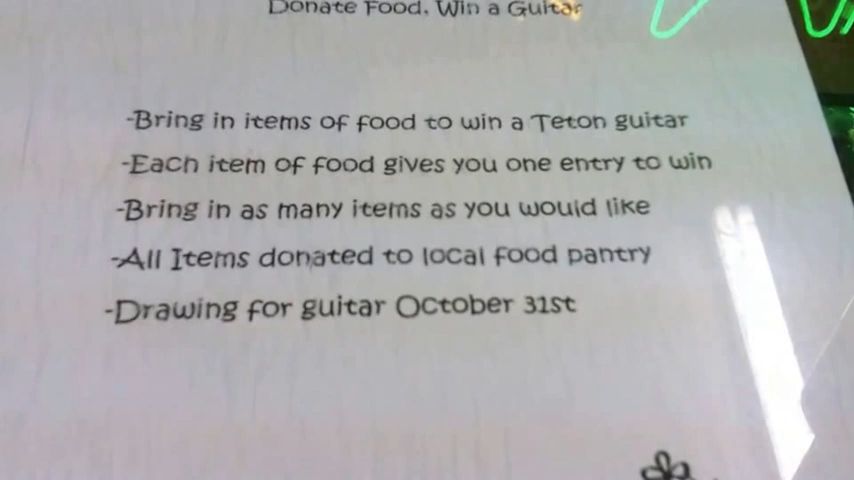 Donate Food, Win a Guitar
-Bring in items of food to win a Teton guitar
-Each item of food gives you one entry to win
-Bring in as many items as you would like
-All Items donated to local food pantry
-Drawing for guitar October 31st